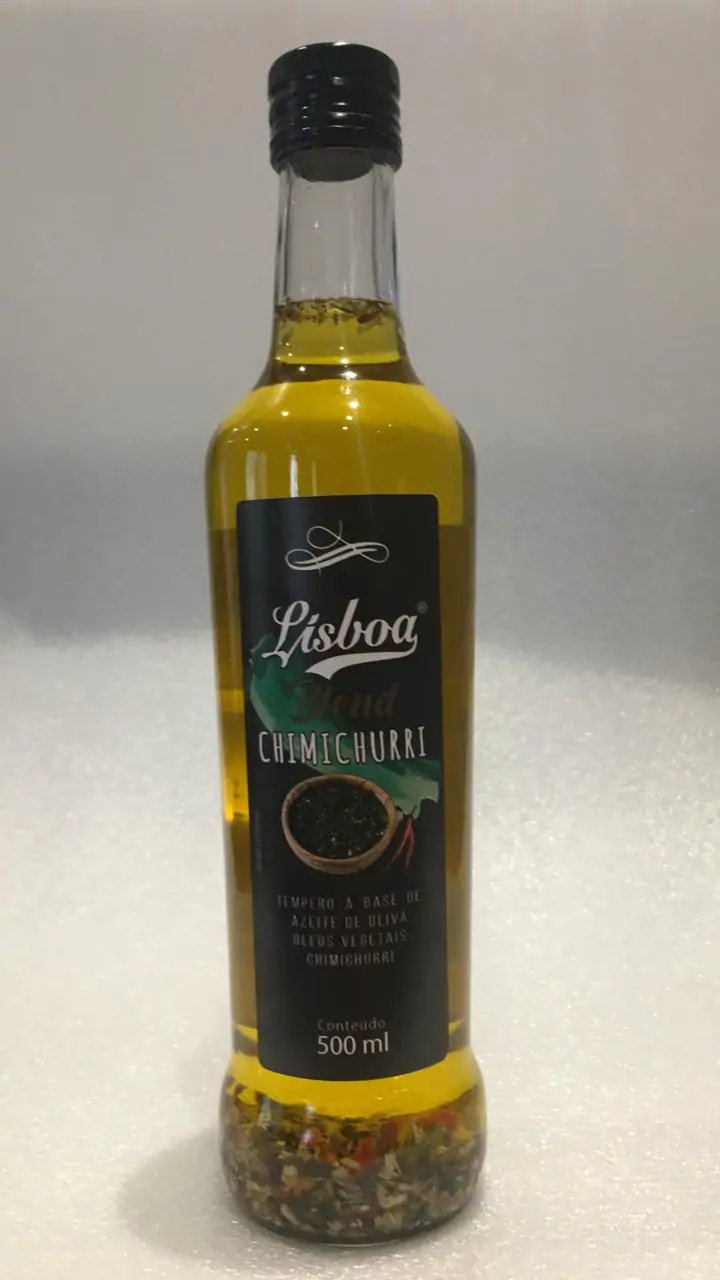 Lisboa®
Blend
CHIMICHURRI
TEMPERO A BASE DE
AZEITE DE OLIVA
ÓLEOS VEGETAIS
CHIMICHURRI
Conteúdo
500 ml